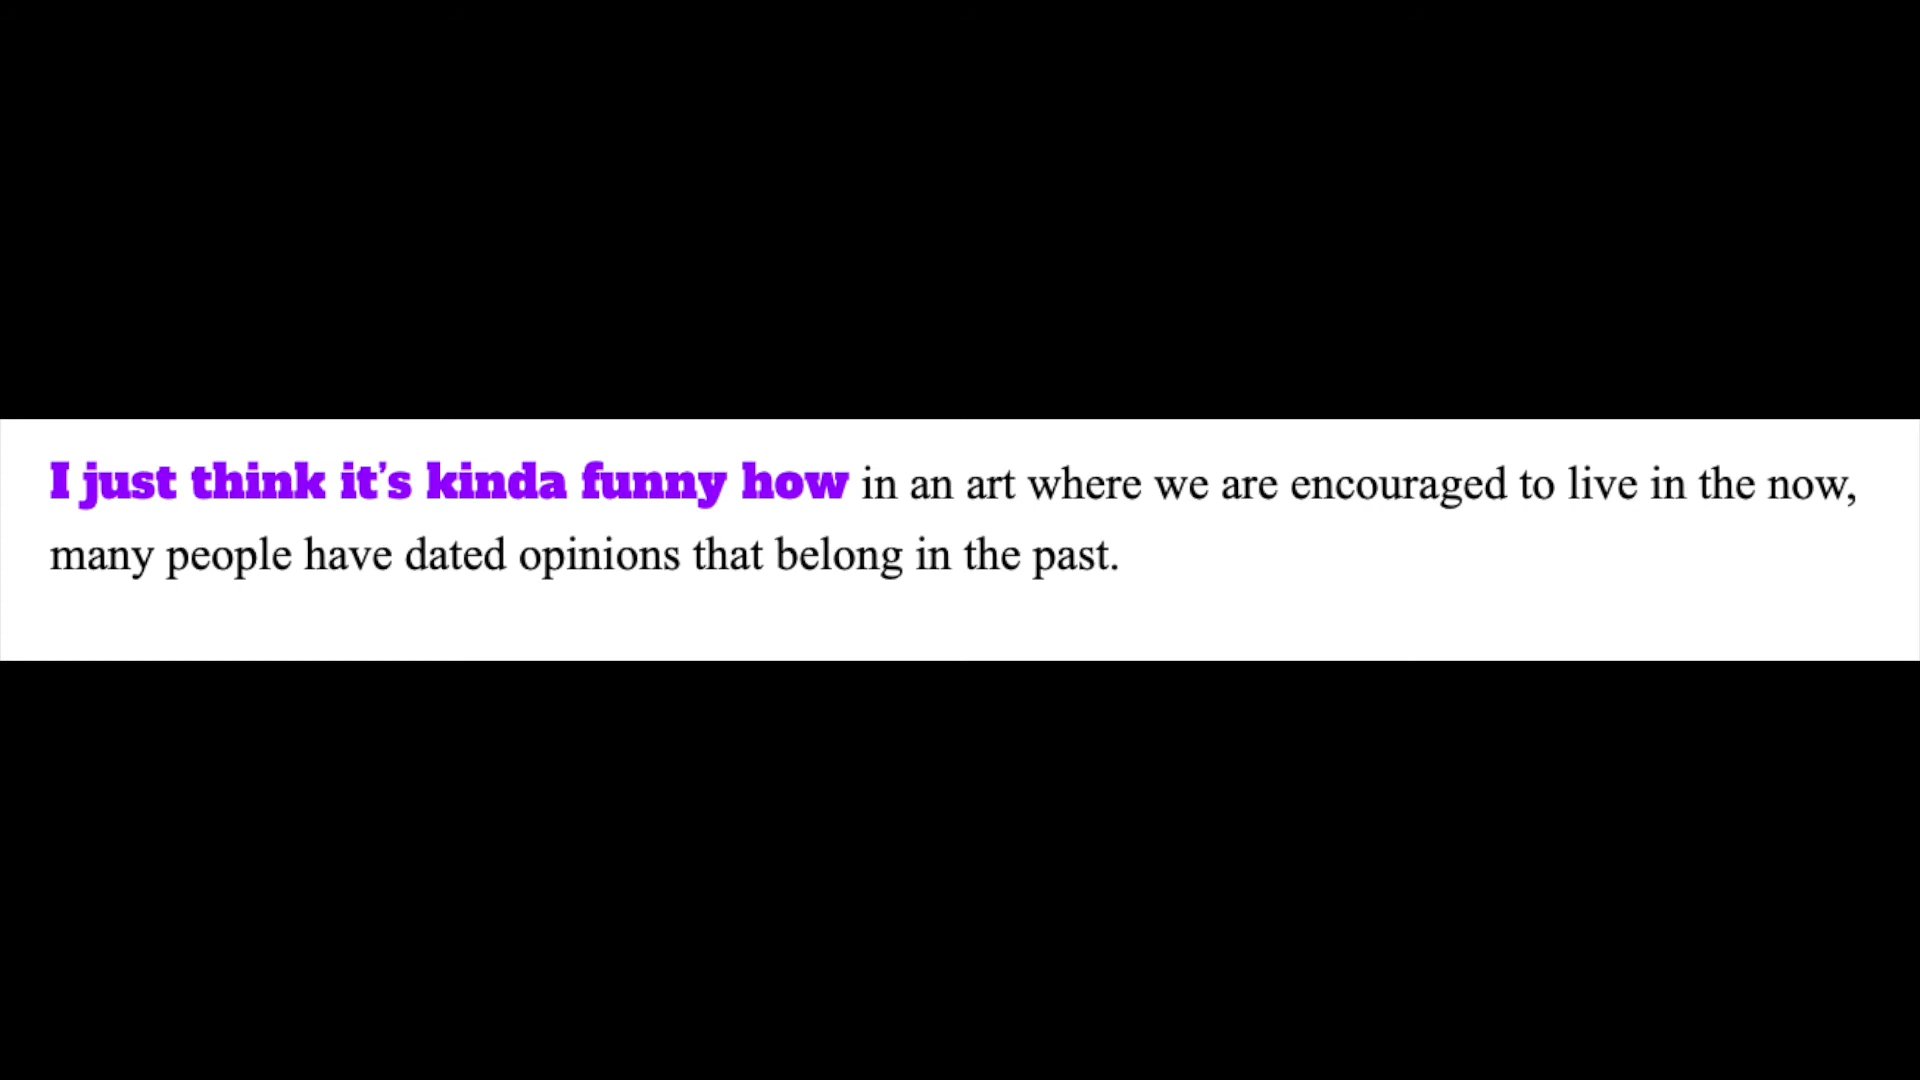 I just think it’s kinda funny how in an art where we are encouraged to live in the now,
many people have dated opinions that belong in the past.